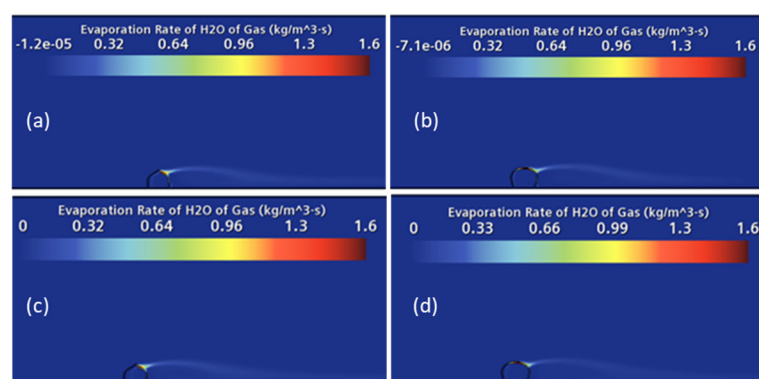 Evaporation Rate of H2O of Gas (kg/m^3-s)
-1.2e-05 0.32 0.64 0.96 1.3 1.6
(a)
Evaporation Rate of H2O of Gas (kg/m^3-s)
-7.1e-06 0.32 0.64 0.96 1.3 1.6
(b)
Evaporation Rate of H2O of Gas (kg/m^3-s)
0 0.32 0.64 0.96 1.3 1.6
(c)
Evaporation Rate of H2O of Gas (kg/m^3-s)
0 0.33 0.66 0.99 1.3 1.6
(d)